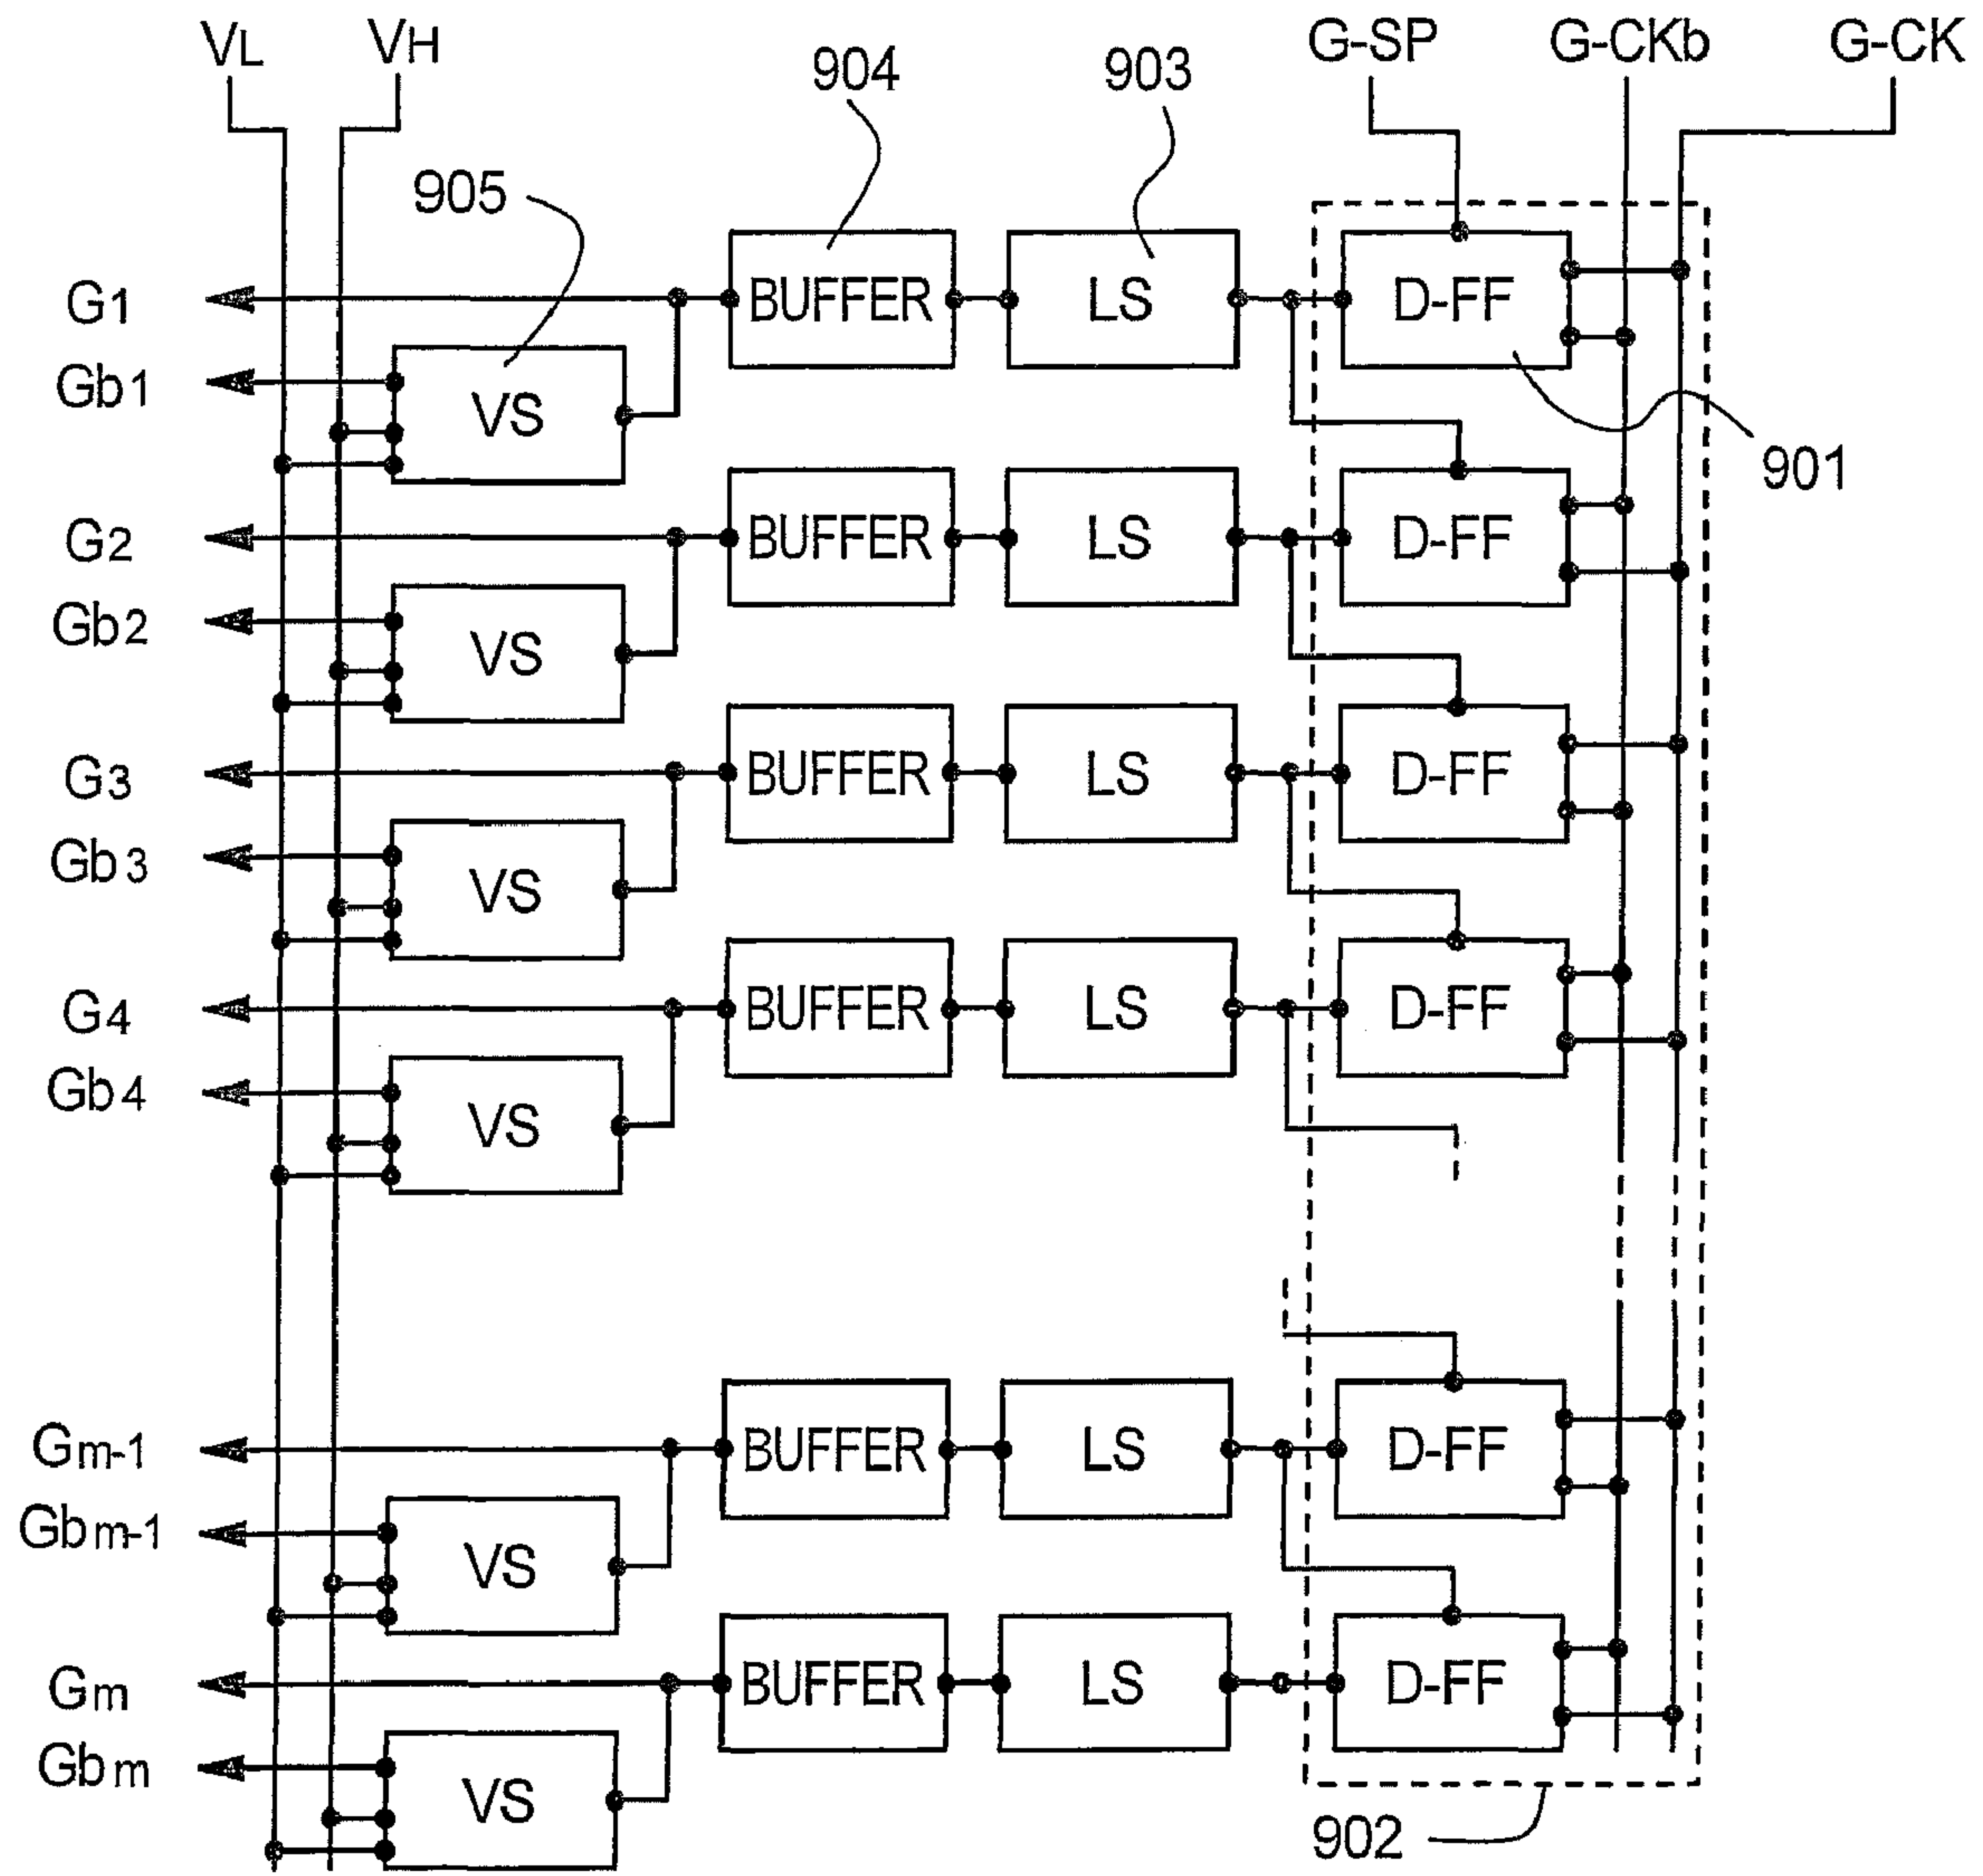 VL VH 904 903 G-SP G-CKb G-CK
905
G1 BUFFER LS D-FF
Gb1 VS
901
G2 BUFFER LS D-FF
Gb2 VS
G3 BUFFER LS D-FF
Gb3 VS
G4 BUFFER LS D-FF
Gb4 VS
Gm-1 BUFFER LS D-FF
Gbm-1 VS
Gm BUFFER LS D-FF
Gbm VS
902